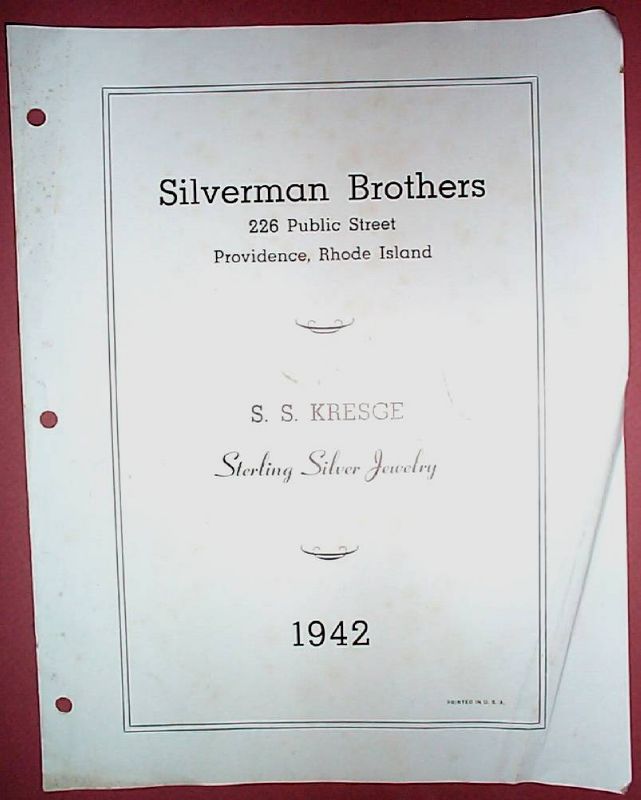 Silverman Brothers
226 Public Street
Providence, Rhode Island
S. S. KRESGE
Sterling Silver Jewelry
1942
PRINTED IN U. S. A.